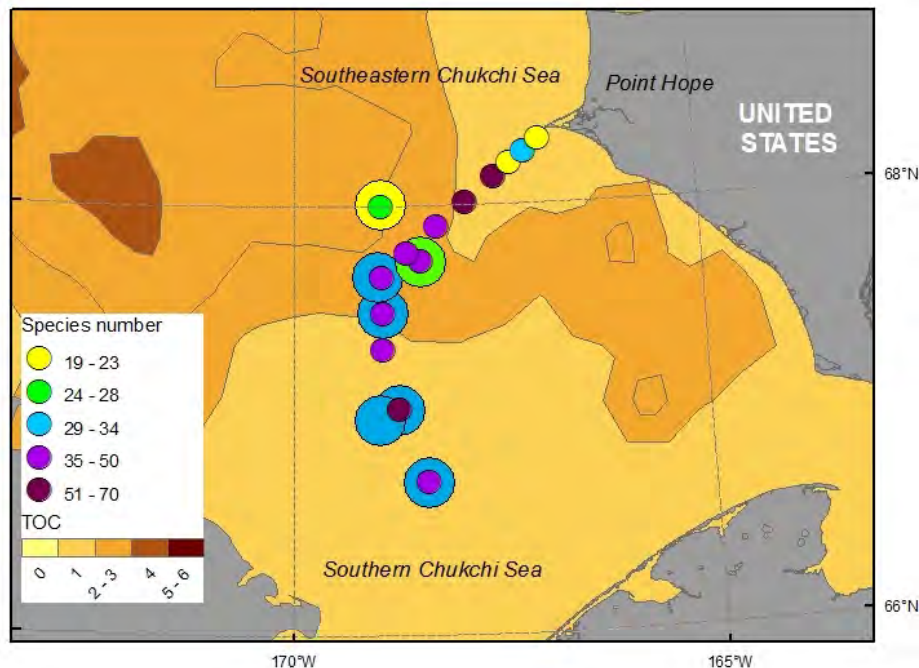 Southeastern Chukchi Sea
Point Hope
UNITED
STATES
68°N
Species number
19 - 23
24 - 28
29 - 34
35 - 50
51 - 70
TOC
0
1
2 - 3
4
5 - 6
Southern Chukchi Sea
66°N
170°W
165°W